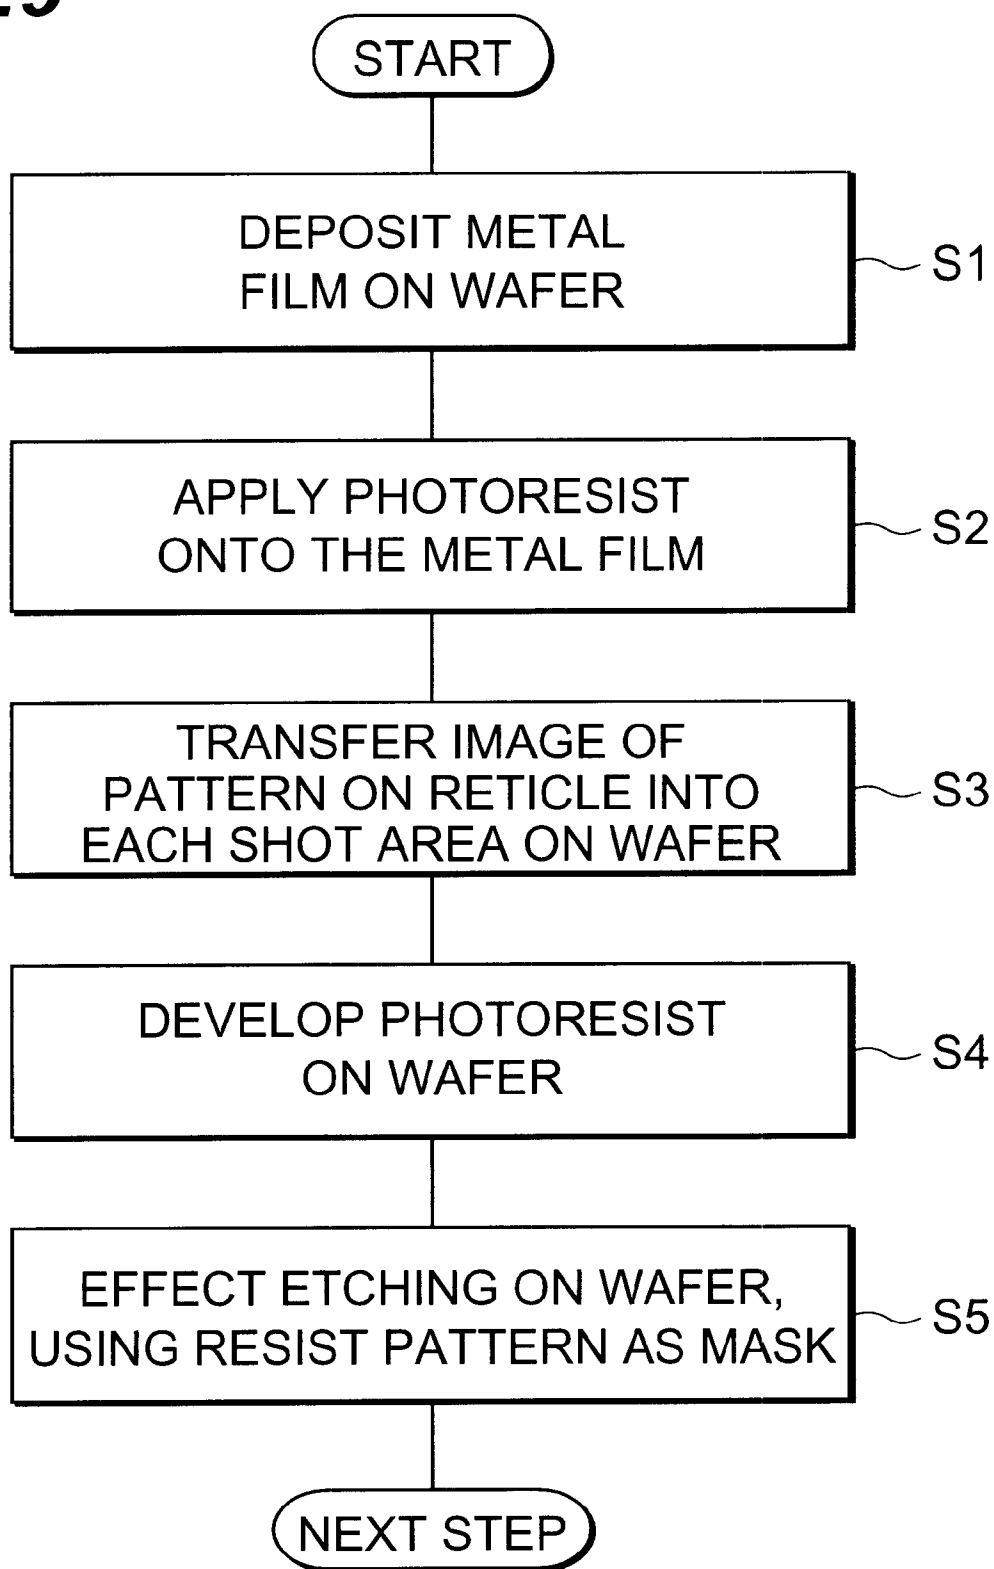 START
DEPOSIT METAL
FILM ON WAFER
S1
APPLY PHOTORESIST
ONTO THE METAL FILM
S2
TRANSFER IMAGE OF
PATTERN ON RETICLE INTO
EACH SHOT AREA ON WAFER
S3
DEVELOP PHOTORESIST
ON WAFER
S4
EFFECT ETCHING ON WAFER,
USING RESIST PATTERN AS MASK
S5
NEXT STEP